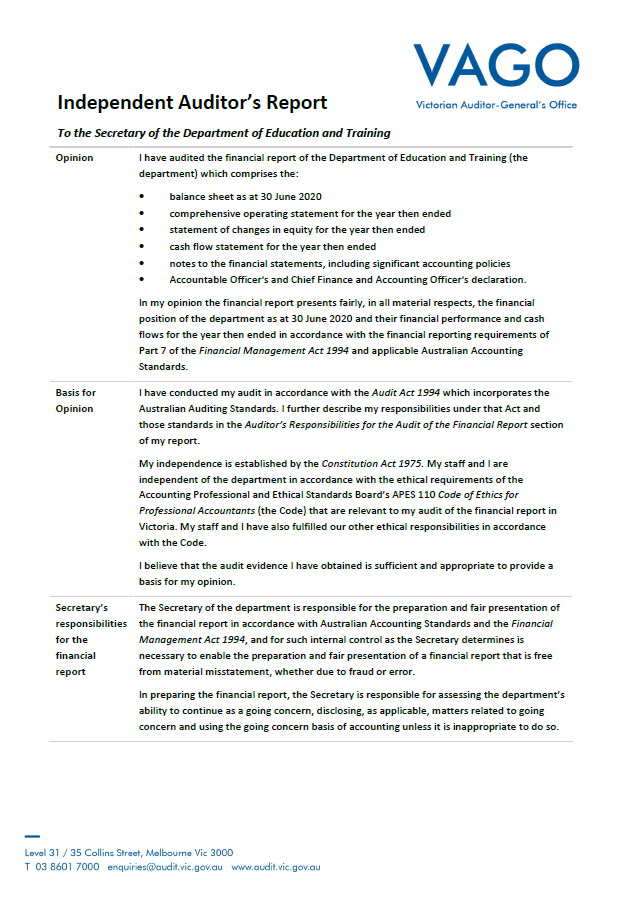 VAGO
Victorian Auditor-General's Office
Independent Auditor's Report
To the Secretary of the Department of Education and Training
Opinion
I have audited the financial report of the Department of Education and Training (the
department) which comprises the:
• balance sheet as at 30 June 2020
• comprehensive operating statement for the year then ended
• statement of changes in equity for the year then ended
• cash flow statement for the year then ended
• notes to the financial statements, including significant accounting policies
• Accountable Officer's and Chief Finance and Accounting Officer's declaration.
In my opinion the financial report presents fairly, in all material respects, the financial
position of the department as at 30 June 2020 and their financial performance and cash
flows for the year then ended in accordance with the financial reporting requirements of
Part 7 of the Financial Management Act 1994 and applicable Australian Accounting
Standards.
Basis for
Opinion
I have conducted my audit in accordance with the Audit Act 1994 which incorporates the
Australian Auditing Standards. I further describe my responsibilities under that Act and
those standards in the Auditor's Responsibilities for the Audit of the Financial Report section
of my report.
My independence is established by the Constitution Act 1975. My staff and I are
independent of the department in accordance with the ethical requirements of the
Accounting Professional and Ethical Standards Board's APES 110 Code of Ethics for
Professional Accountants (the Code) that are relevant to my audit of the financial report in
Victoria. My staff and I have also fulfilled our other ethical responsibilities in accordance
with the Code.
I believe that the audit evidence I have obtained is sufficient and appropriate to provide a
basis for my opinion.
Secretary's
responsibilities
for the
financial
report
The Secretary of the department is responsible for the preparation and fair presentation of
the financial report in accordance with Australian Accounting Standards and the Financial
Management Act 1994, and for such internal control as the Secretary determines is
necessary to enable the preparation and fair presentation of a financial report that is free
from material misstatement, whether due to fraud or error.
In preparing the financial report, the Secretary is responsible for assessing the department's
ability to continue as a going concern, disclosing, as applicable, matters related to going
concern and using the going concern basis of accounting unless it is inappropriate to do so.
Level 31 / 35 Collins Street, Melbourne Vic 3000
T 03 8601 7000 enquiries@audit.vic.gov.au www.audit.vic.gov.au